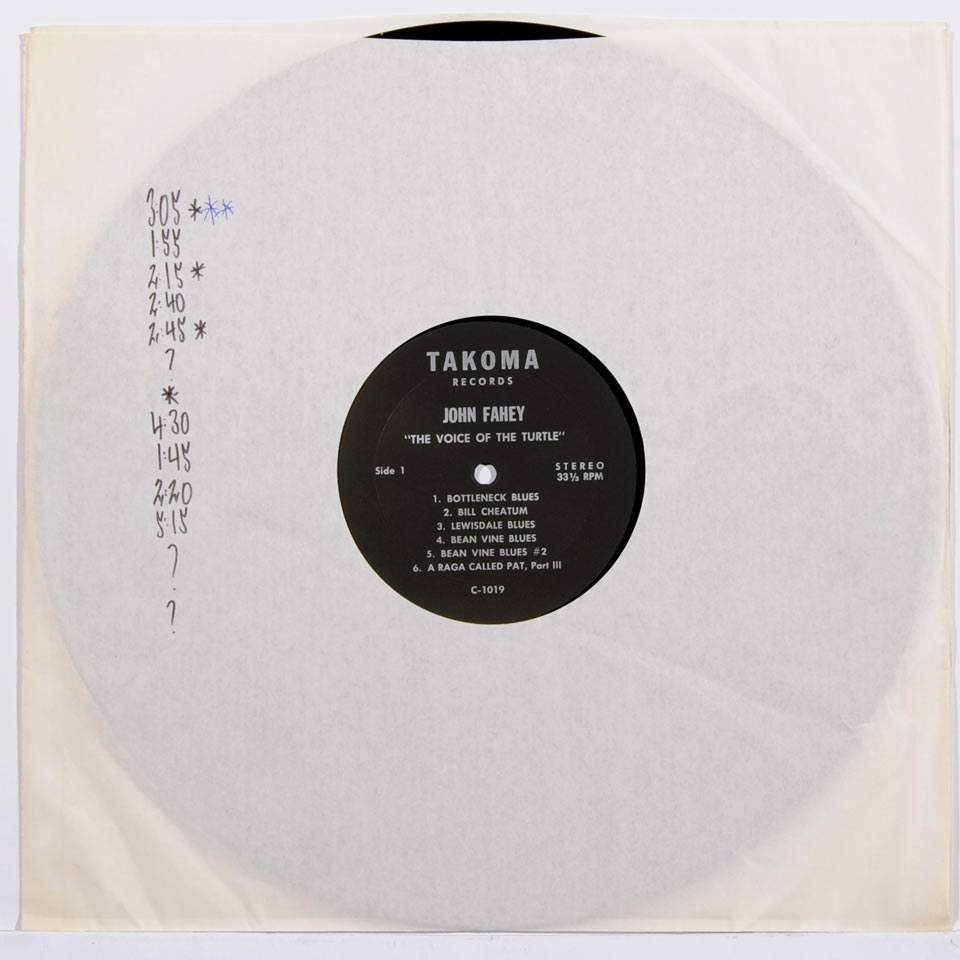 3:05 ***
1:55
2:15 *
2:40
2:45 *
?
*
4:30
1:45
2:20
5:15
?
?
TAKOMA
RECORDS
JOHN FAHEY
"THE VOICE OF THE TURTLE"
Side 1
STEREO
33⅓ RPM
1. BOTTLENECK BLUES
2. BILL CHEATUM
3. LEWISDALE BLUES
4. BEAN VINE BLUES
5. BEAN VINE BLUES #2
6. A RAGA CALLED PAT, Part III
C-1019